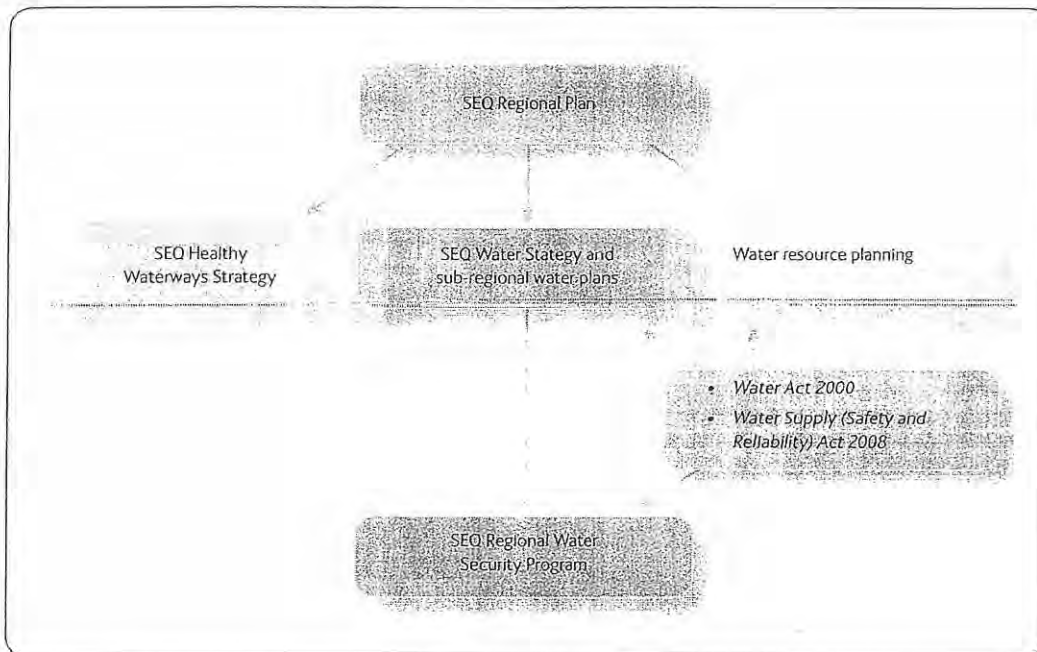 SEQ Regional Plan
SEQ Healthy
Waterways Strategy
SEQ Water Stategy and
sub-regional water plans
Water resource planning
• Water Act 2000
• Water Supply (Safety and
Reliability) Act 2008
SEQ Regional Water
Security Program